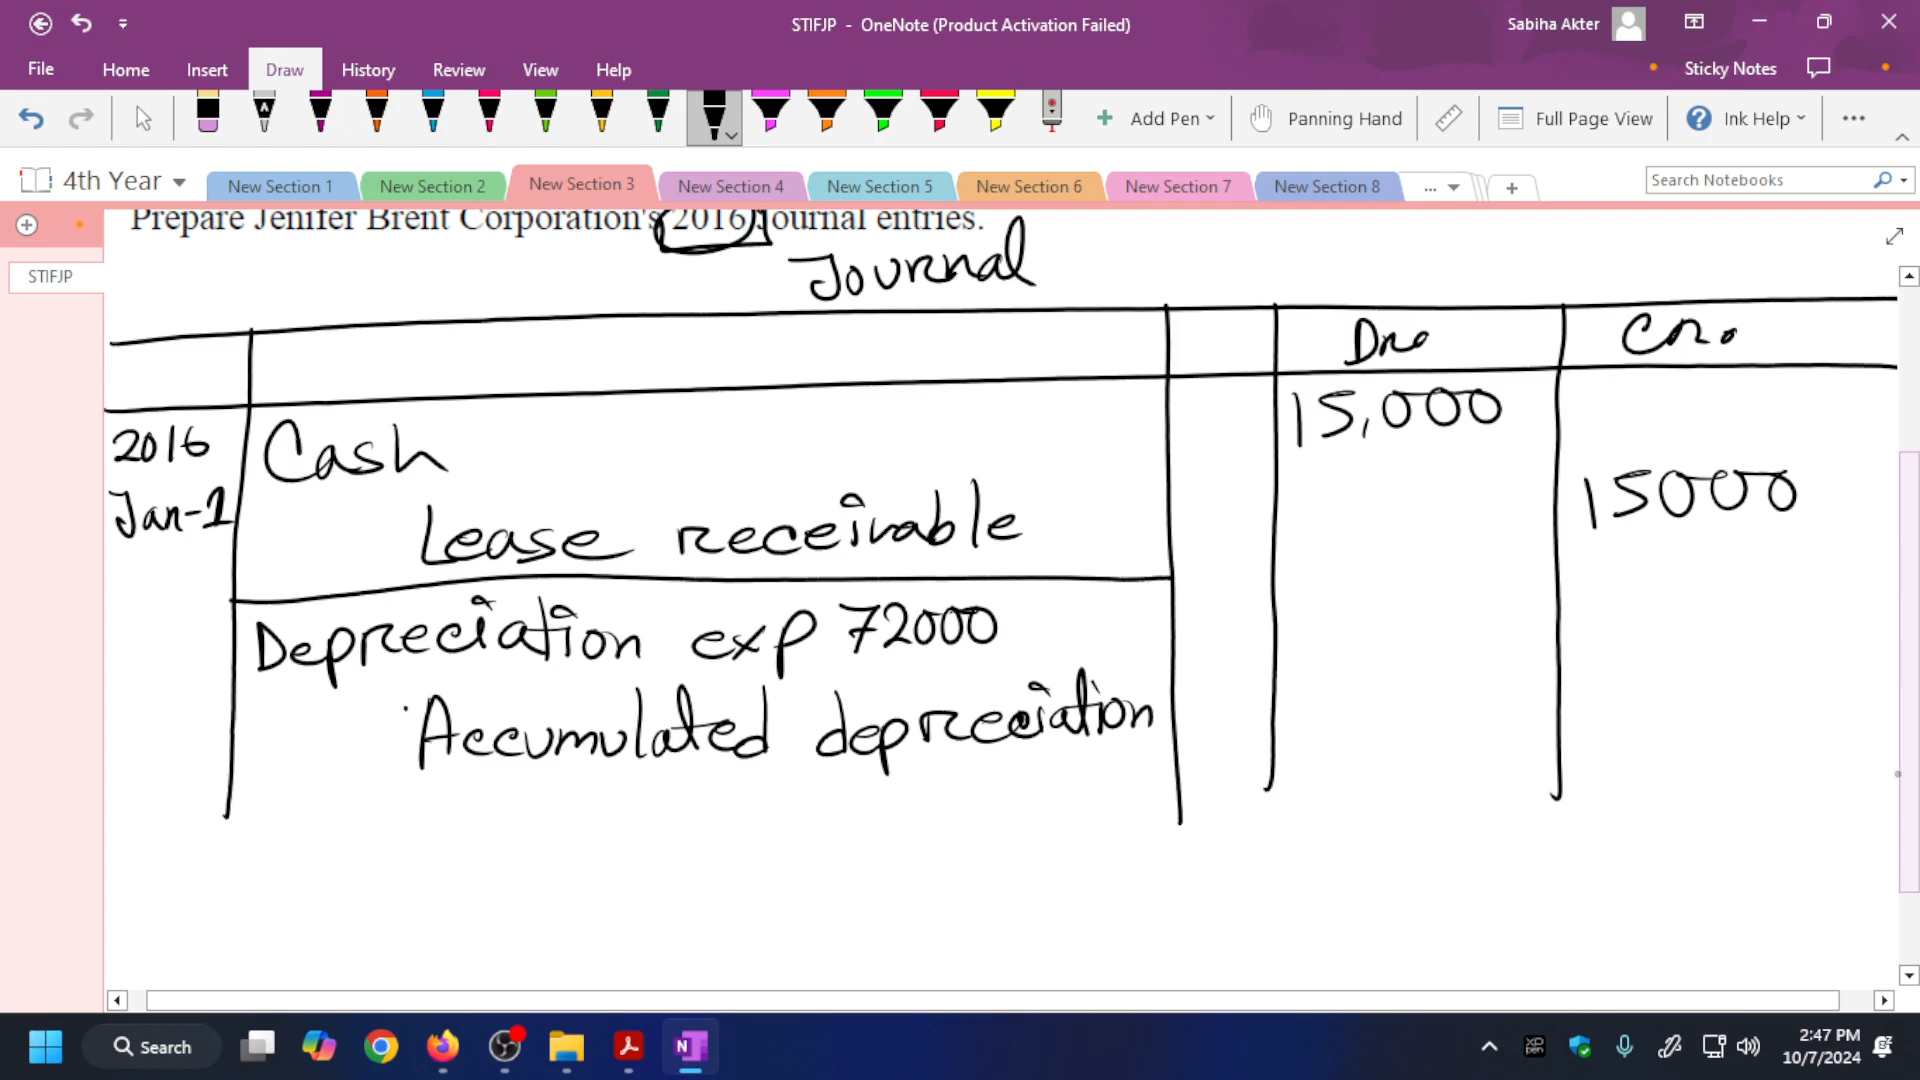 STIFJP - OneNote (Product Activation Failed)
Sabiha Akter
File Home Insert Draw History Review View Help
Sticky Notes
Add Pen
Panning Hand
Full Page View
Ink Help
4th Year
New Section 1
New Section 2
New Section 3
New Section 4
New Section 5
New Section 6
New Section 7
New Section 8
...
Search Notebooks
STIFJP
Prepare Jenifer Brent Corporation's 2016 Journal entries.
Journal
Dr. Cr.
2016 Cash 15,000
Jan-1 Lease receivable 15000
Depreciation exp 72000
Accumulated depreciation
Search
2:47 PM
10/7/2024